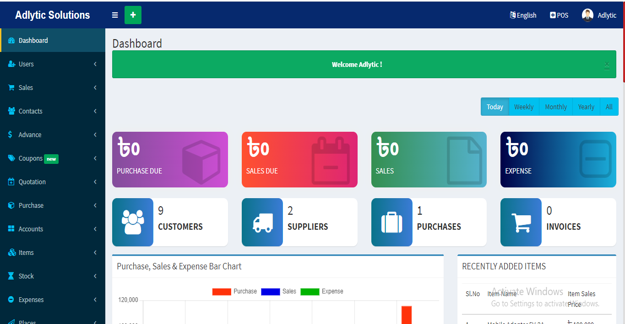 Adlytic Solutions
English POS Adlytic
Dashboard
Users
Sales
Contacts
Advance
Coupons new
Quotation
Purchase
Accounts
Items
Stock
Expenses
Places
Dashboard
Welcome Adlytic !
Today Weekly Monthly Yearly All
৳0
PURCHASE DUE
৳0
SALES DUE
৳0
SALES
৳0
EXPENSE
9
CUSTOMERS
2
SUPPLIERS
1
PURCHASES
0
INVOICES
Purchase, Sales & Expense Bar Chart
Purchase Sales Expense
120,000
RECENTLY ADDED ITEMS
Sl.No Item Name Item Sales Price
Activate Windows
Go to Settings to activate Windows.